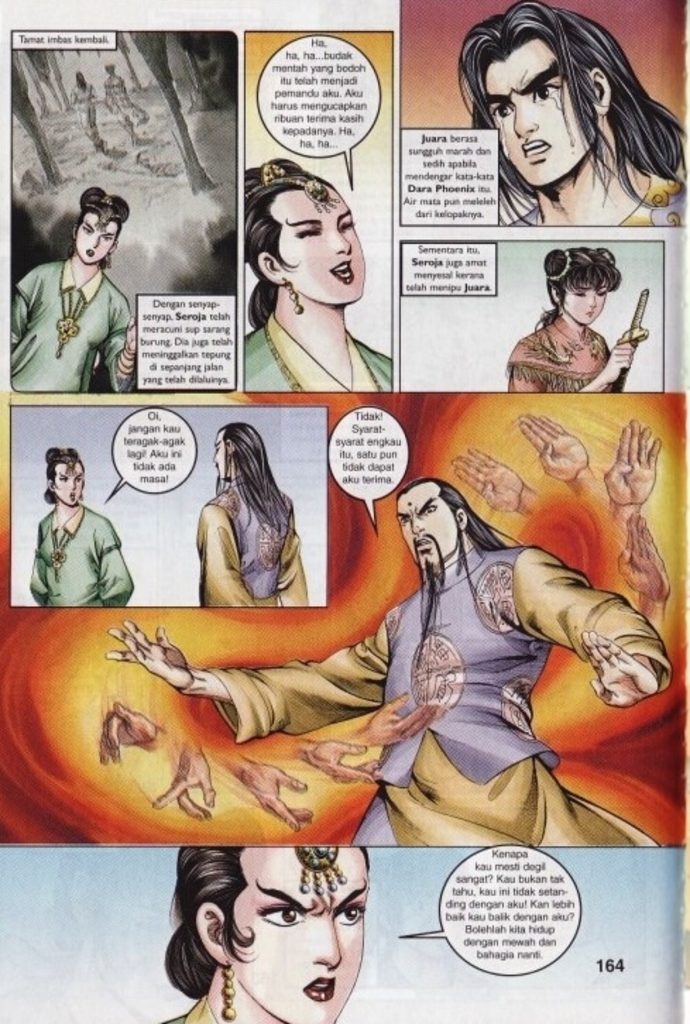 Tamat imbas kembali.
Dengan senyap-
senyap, Seroja telah
meracuni sup sarang
burung. Dia juga telah
meninggalkan tepung
di sepanjang jalan
yang telah dilaluinya.
Ha,
ha, ha...budak
mentah yang bodoh
itu telah menjadi
pemandu aku. Aku
harus mengucapkan
ribuan terima kasih
kepadanya. Ha,
ha, ha...
Juara berasa
sungguh marah dan
sedih apabila
mendengar kata-kata
Dara Phoenix itu.
Air mata pun meleleh
dari kelopaknya.
Sementara itu,
Seroja juga amat
menyesal kerana
telah menipu Juara.
Oi,
jangan kau
teragak-agak
lagi! Aku ini
tidak ada
masa!
Tidak!
Syarat-
syarat engkau
itu, satu pun
tidak dapat
aku terima.
Kenapa
kau mesti degil
sangat? Kau bukan tak
tahu, kau ini tidak setan-
ding dengan aku! Kan lebih
baik kau balik dengan aku?
Bolehlah kita hidup
dengan mewah dan
bahagia nanti.
164